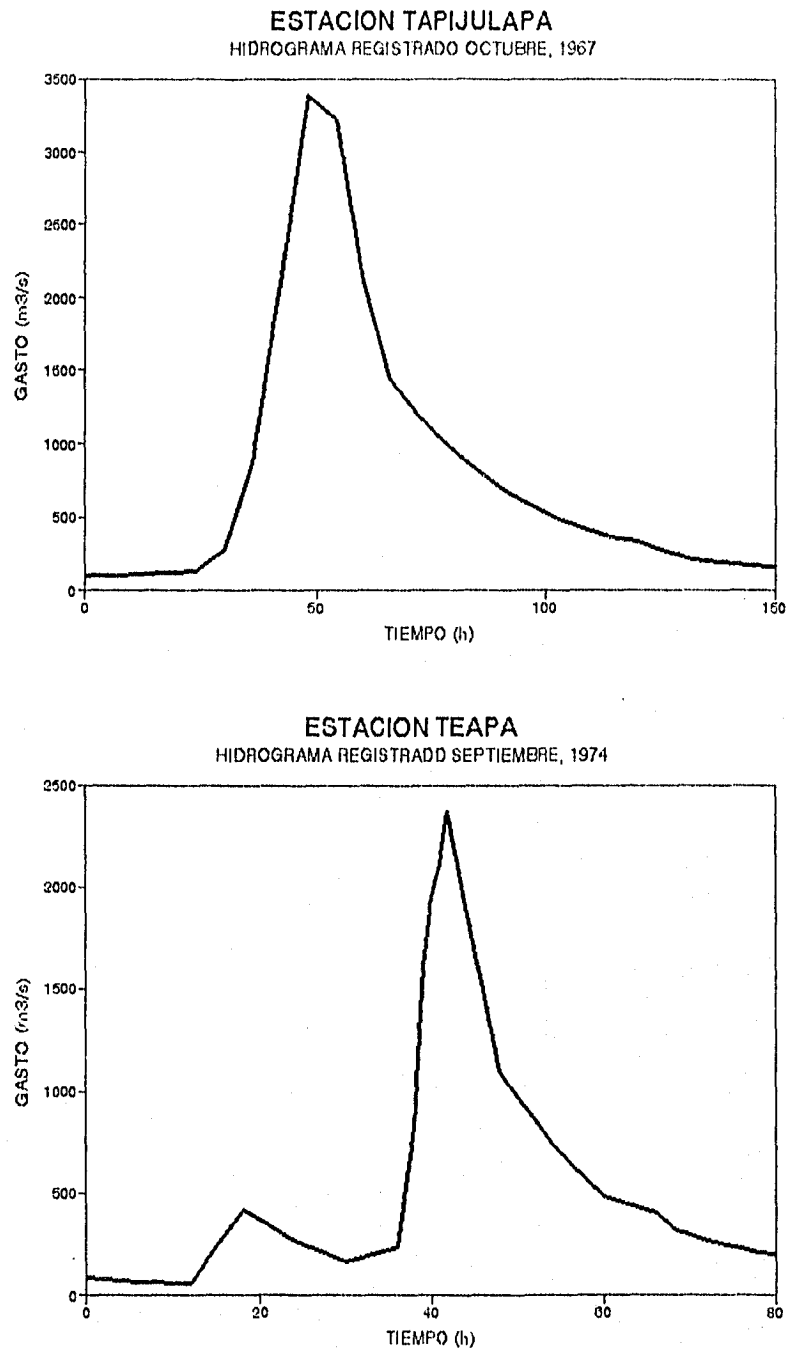 ESTACION TAPIJULAPA
HIDROGRAMA REGISTRADO OCTUBRE, 1967
3500
3000
2500
2000
1500
1000
500
0
GASTO (m3/s)
0 50 100 150
TIEMPO (h)
ESTACION TEAPA
HIDROGRAMA REGISTRADO SEPTIEMBRE, 1974
2500
2000
1500
1000
500
0
GASTO (m3/s)
0 20 40 60 80
TIEMPO (h)